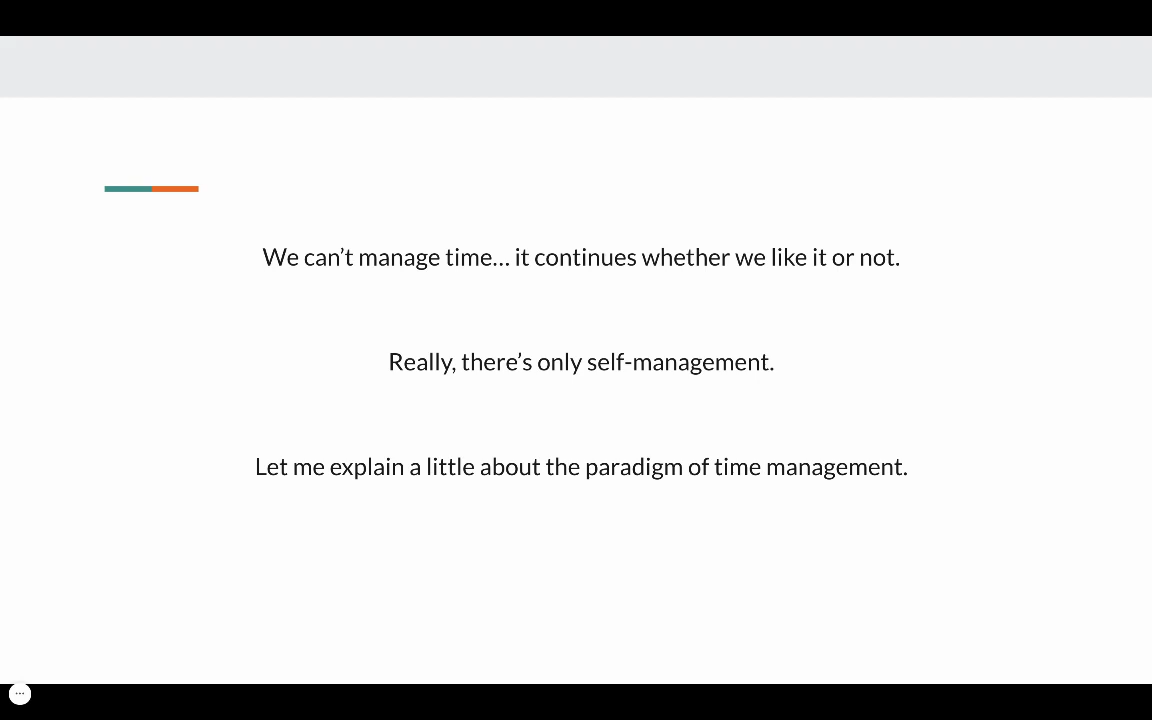 We can’t manage time… it continues whether we like it or not.
Really, there’s only self-management.
Let me explain a little about the paradigm of time management.